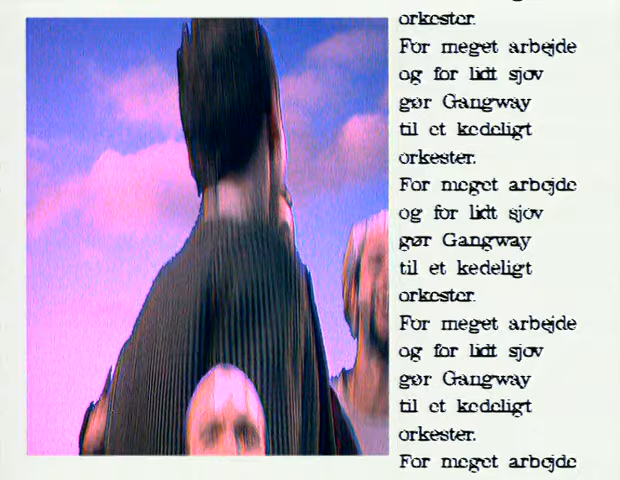 orkester.
For meget arbejde
og for lidt sjov
gør Gangway
til et kedeligt
orkester.
For meget arbejde
og for lidt sjov
gør Gangway
til et kedeligt
orkester.
For meget arbejde
og for lidt sjov
gør Gangway
til et kedeligt
orkester.
For meget arbejde